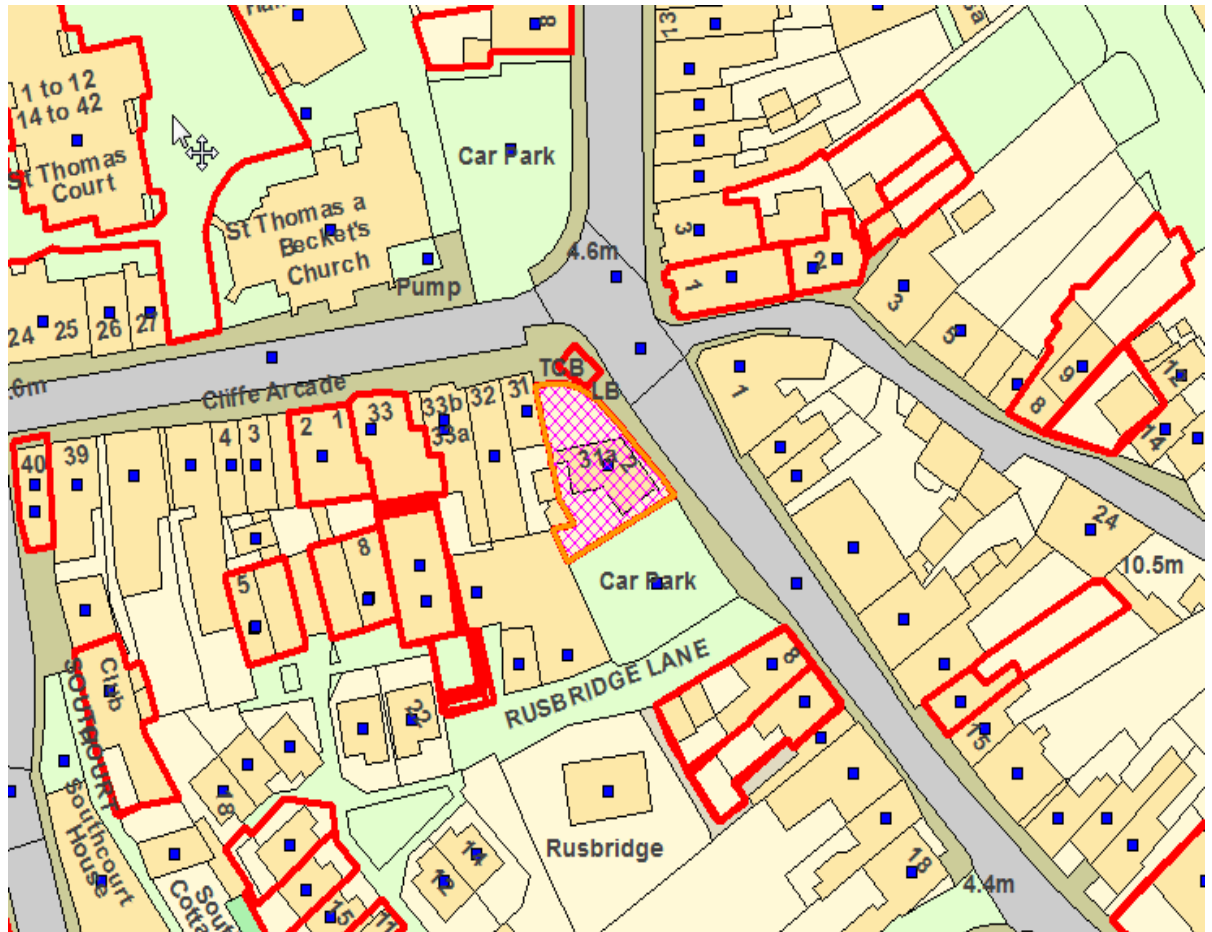 8
13
1 to 12
14 to 42
St Thomas
Court
Car Park
St Thomas a
Becket's
Church
Pump
4.6m
3
1
2
3
5
9
8
12
14
24
25
26
27
.6m
Cliffe Arcade
TCB
LB
1
31
32
33b
33a
33
1
2
3
4
39
40
31a
2
5
8
Car Park
24
10.5m
RUSBRIDGE LANE
8
15
Club
SOUTHCOURT
Southcourt
House
22
18
Rusbridge
14
12
15
11
18
4.4m